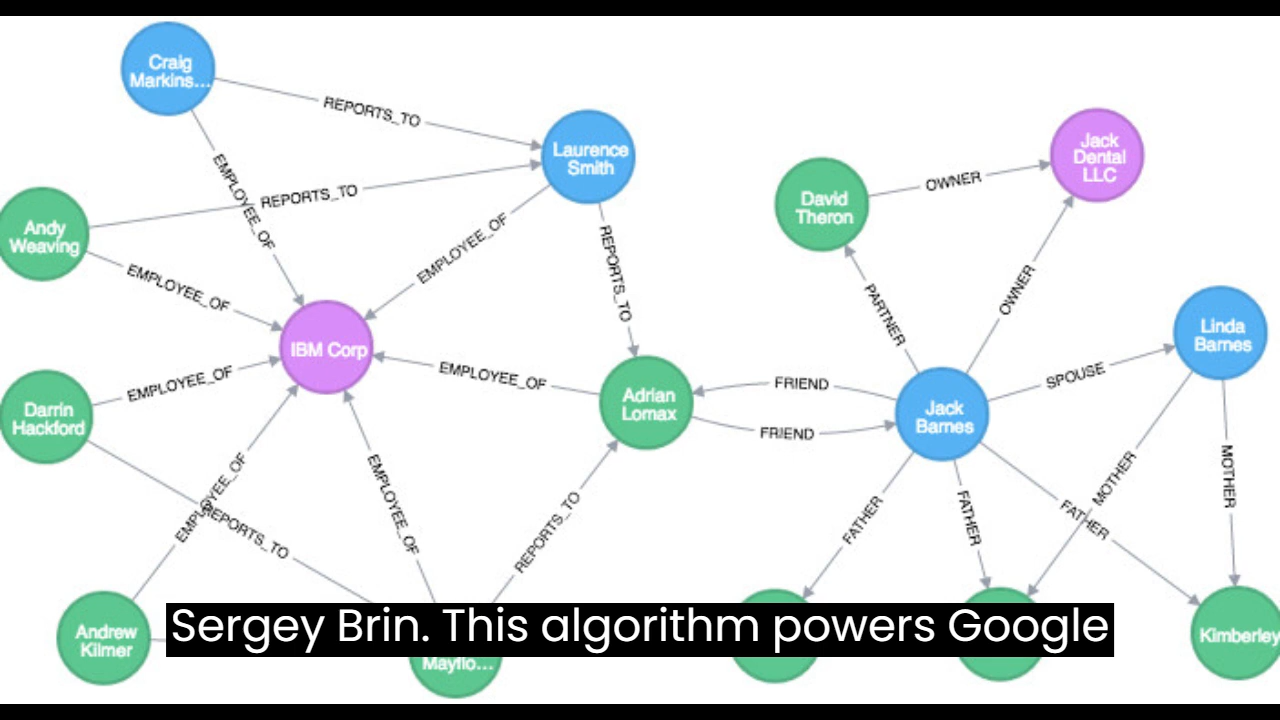 Craig
Markins...
REPORTS_TO
Laurence
Smith
Jack
Dental
LLC
EMPLOYEE_OF
REPORTS_TO
OWNER
David
Theron
Andy
Weaving
EMPLOYEE_OF
EMPLOYEE_OF
REPORTS_TO
PARTNER
OWNER
Linda
Barnes
IBM Corp
EMPLOYEE_OF
EMPLOYEE_OF
SPOUSE
FRIEND
Adrian
Lomax
Jack
Barnes
Darrin
Hackford
FRIEND
EMPLOYEE_OF
REPORTS_TO
EMPLOYEE_OF
REPORTS_TO
FATHER
FATHER
FATHER
MOTHER
MOTHER
Andrew
Kilmer
Sergey Brin. This algorithm powers Google
Mayflo...
Kimberley